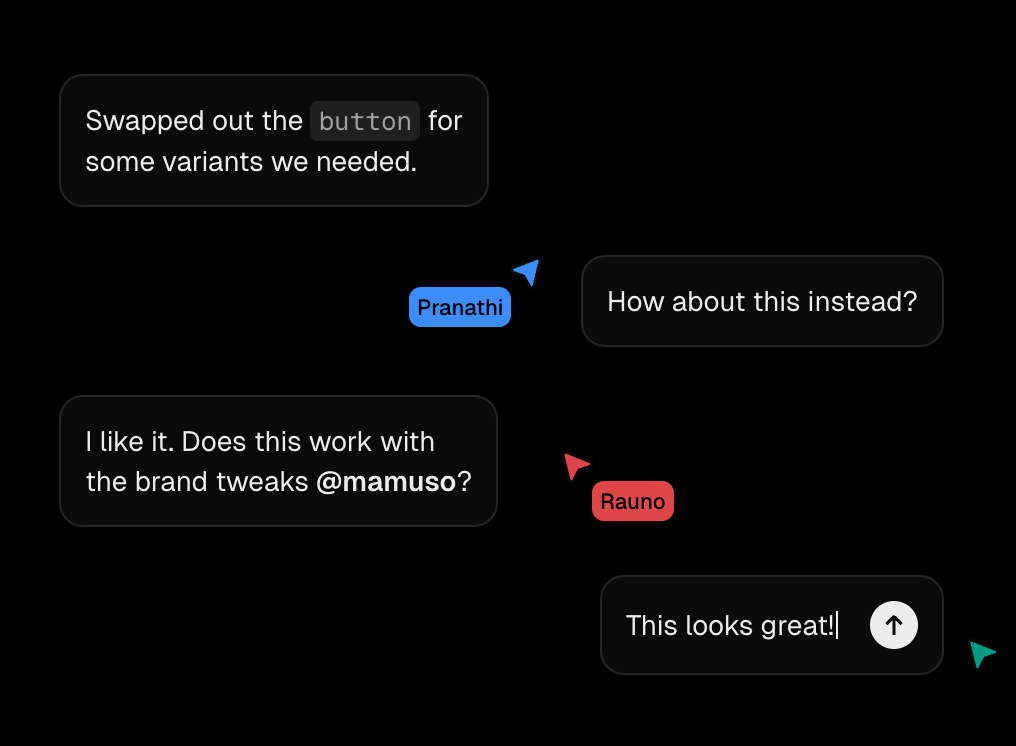 Swapped out the button for
some variants we needed.
Pranathi
How about this instead?
I like it. Does this work with
the brand tweaks @mamuso?
Rauno
This looks great!